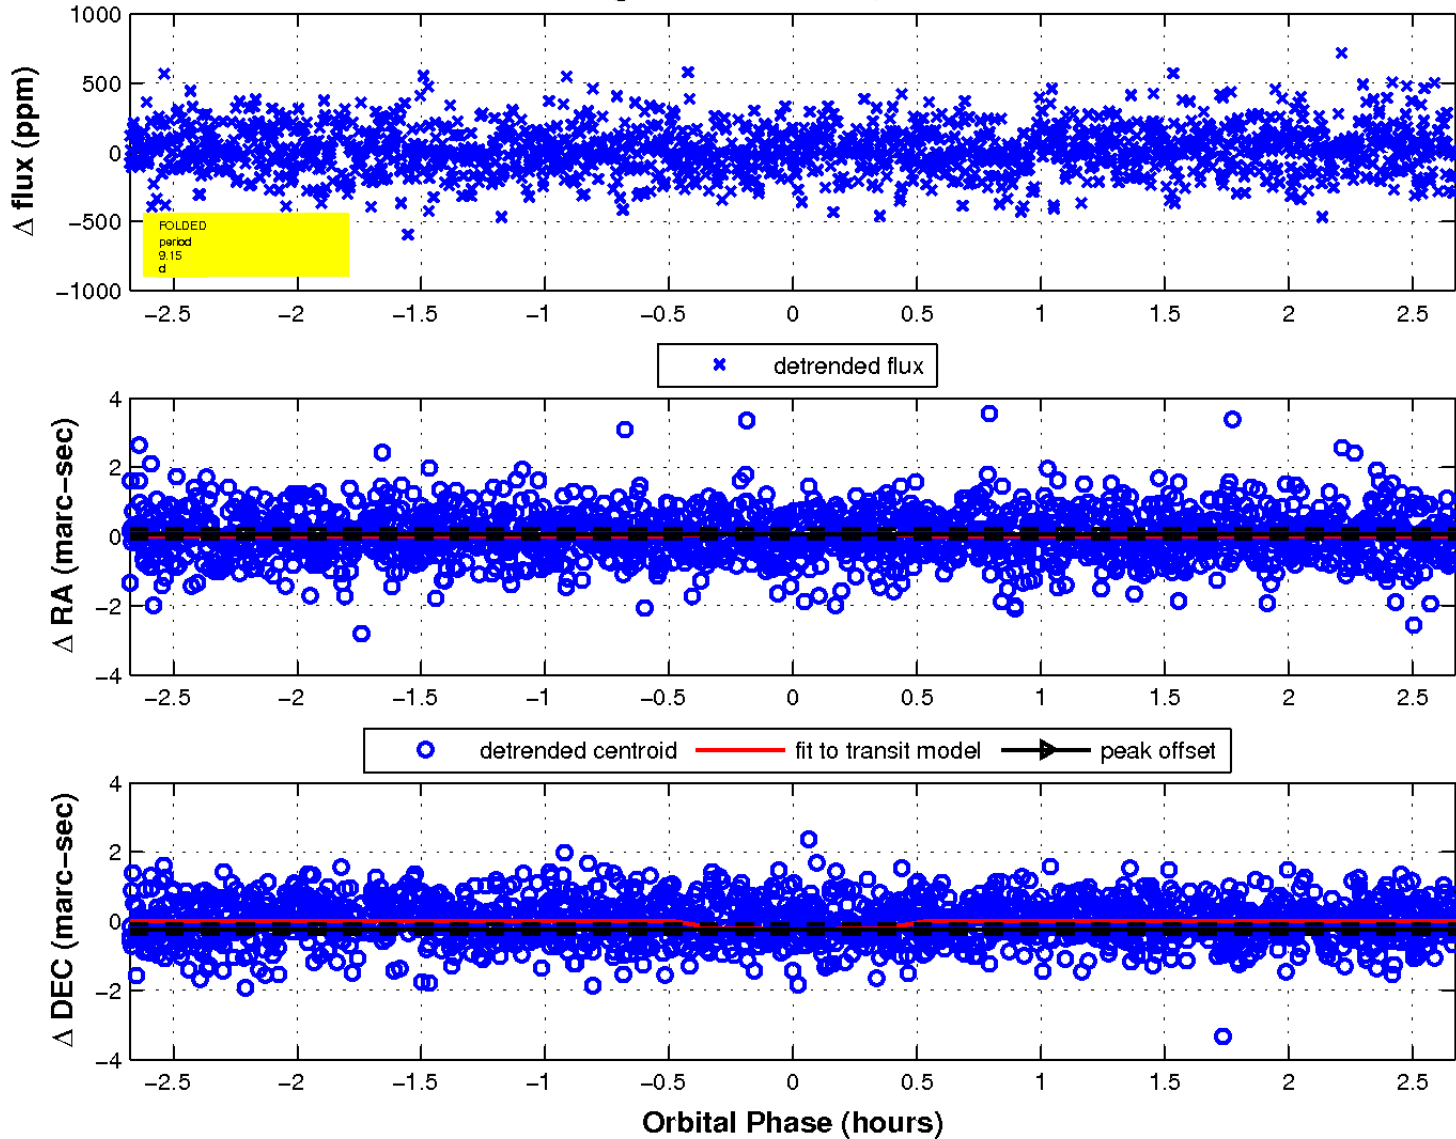 1000
500
0
−500
−1000
Δ flux (ppm)
FOLDED
period
9.15
d
−2.5 −2 −1.5 −1 −0.5 0 0.5 1 1.5 2 2.5
detrended flux
4
2
0
−2
−4
Δ RA (marc−sec)
−2.5 −2 −1.5 −1 −0.5 0 0.5 1 1.5 2 2.5
detrended centroid fit to transit model peak offset
4
2
0
−2
−4
Δ DEC (marc−sec)
−2.5 −2 −1.5 −1 −0.5 0 0.5 1 1.5 2 2.5
Orbital Phase (hours)